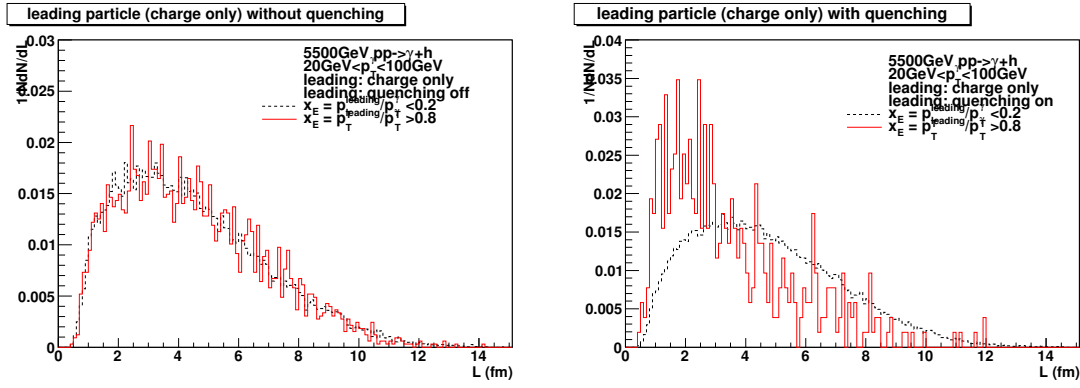 leading particle (charge only) without quenching
1/NdN/dL
0.03
0.025
0.02
0.015
0.01
0.005
0
5500GeV pp->γ+h
20GeV<p_T^γ<100GeV
leading: charge only
leading: quenching off
x_E = p_T^leading/p_T^γ <0.2
x_E = p_T^leading/p_T^γ >0.8
0 2 4 6 8 10 12 14
L (fm)
leading particle (charge only) with quenching
1/NdN/dL
0.04
0.035
0.03
0.025
0.02
0.015
0.01
0.005
0.000
5500GeV pp->γ+h
20GeV<p_T^γ<100GeV
leading: charge only
leading: quenching on
x_E = p_T^leading/p_T^γ <0.2
x_E = p_T^leading/p_T^γ >0.8
0 2 4 6 8 10 12 14
L (fm)